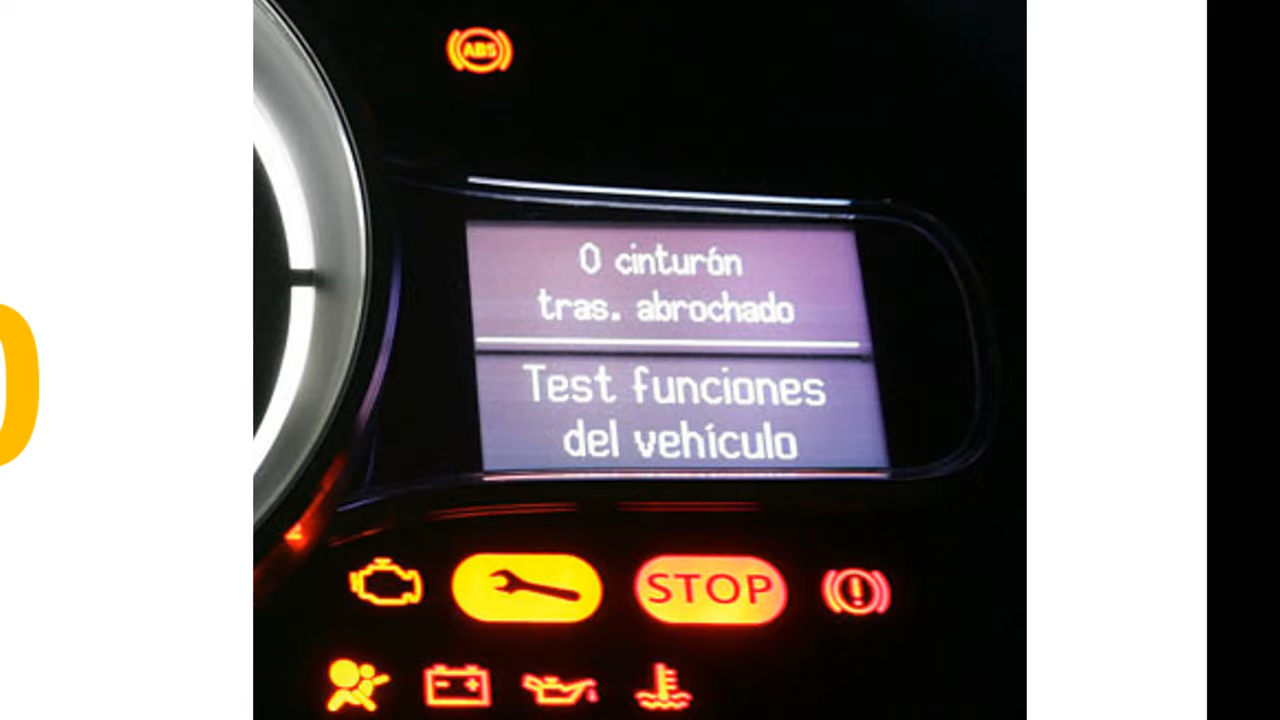 ABS
0 cinturón
tras. abrochado
Test funciones
del vehículo
STOP